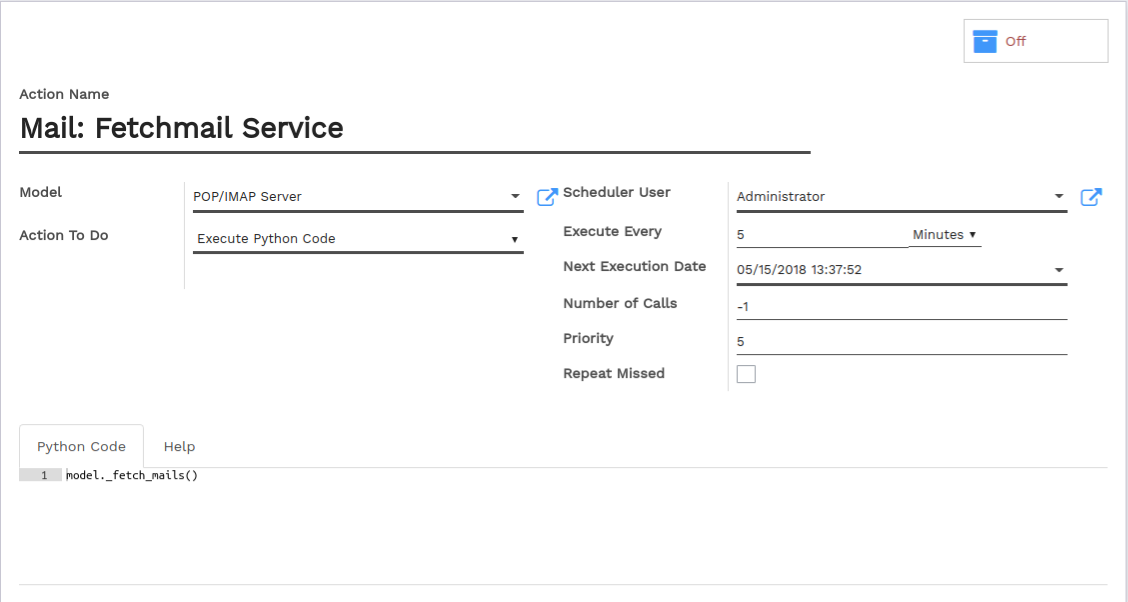 Off
Action Name
Mail: Fetchmail Service
Model
POP/IMAP Server
Action To Do
Execute Python Code
Scheduler User
Administrator
Execute Every
5 Minutes
Next Execution Date
05/15/2018 13:37:52
Number of Calls
-1
Priority
5
Repeat Missed
Python Code Help
1 model._fetch_mails()